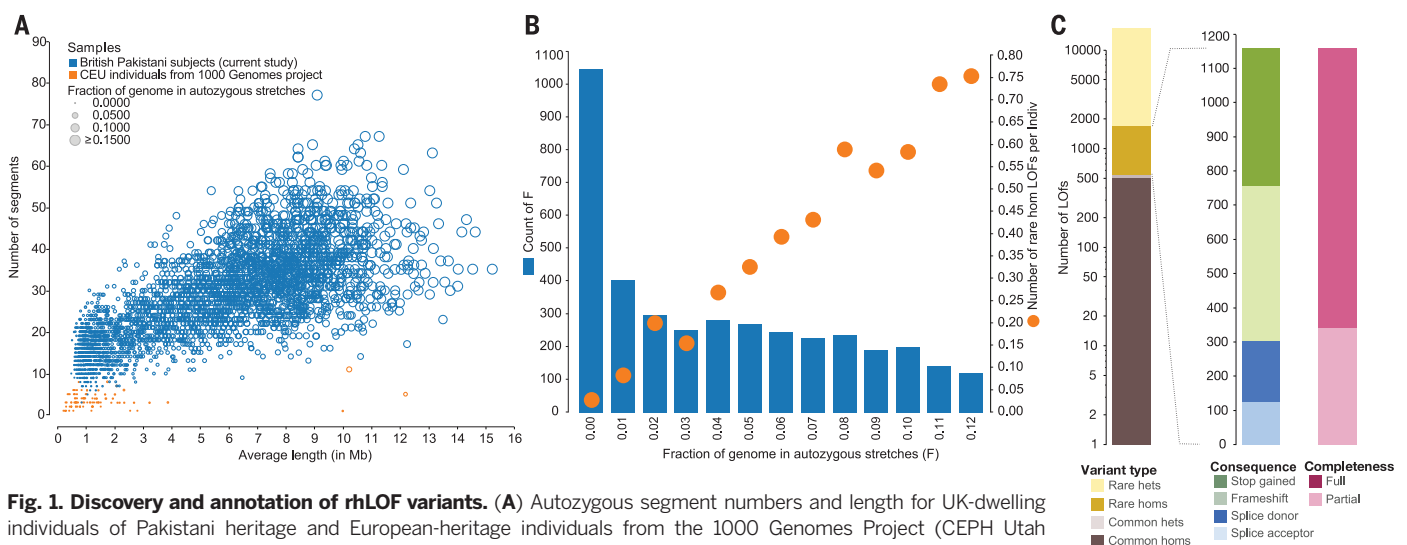 A
90
80
70
60
50
40
30
20
10
0
Number of segments
Samples
British Pakistani subjects (current study)
CEU individuals from 1000 Genomes project
Fraction of genome in autozygous stretches
0.0000
0.0500
0.1000
≥0.1500
0 1 2 3 4 5 6 7 8 9 10 11 12 13 14 15 16
Average length (in Mb)
B
1100
1000
900
800
700
600
500
400
300
200
100
0
Count of F
0.80
0.75
0.70
0.65
0.60
0.55
0.50
0.45
0.40
0.35
0.30
0.25
0.20
0.15
0.10
0.05
0.00
Number of rare hom LOFs per Indiv
0.00 0.01 0.02 0.03 0.04 0.05 0.06 0.07 0.08 0.09 0.10 0.11 0.12
Fraction of genome in autozygous stretches (F)
C
10000
5000
2000
1000
500
200
100
50
20
10
5
2
1
Number of LOFs
1200
1100
1000
900
800
700
600
500
400
300
200
100
0
Variant type
Rare hets
Rare homs
Common hets
Common homs
Consequence
Stop gained
Frameshift
Splice donor
Splice acceptor
Completeness
Full
Partial
Fig. 1. Discovery and annotation of rhLOF variants. (A) Autozygous segment numbers and length for UK-dwelling
individuals of Pakistani heritage and European-heritage individuals from the 1000 Genomes Project (CEPH Utah